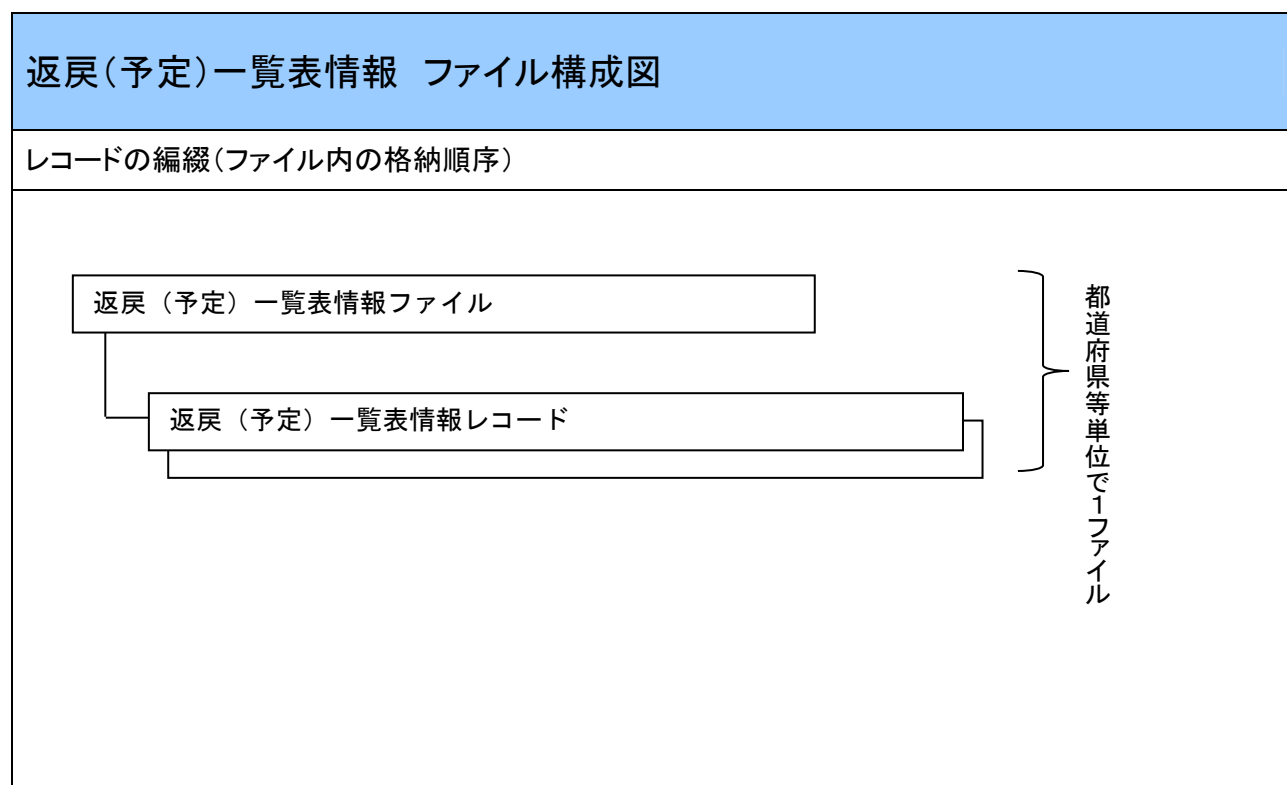 返戻(予定)一覧表情報 ファイル構成図
レコードの編綴(ファイル内の格納順序)
返戻（予定）一覧表情報ファイル
返戻（予定）一覧表情報レコード
都道府県等単位で1ファイル